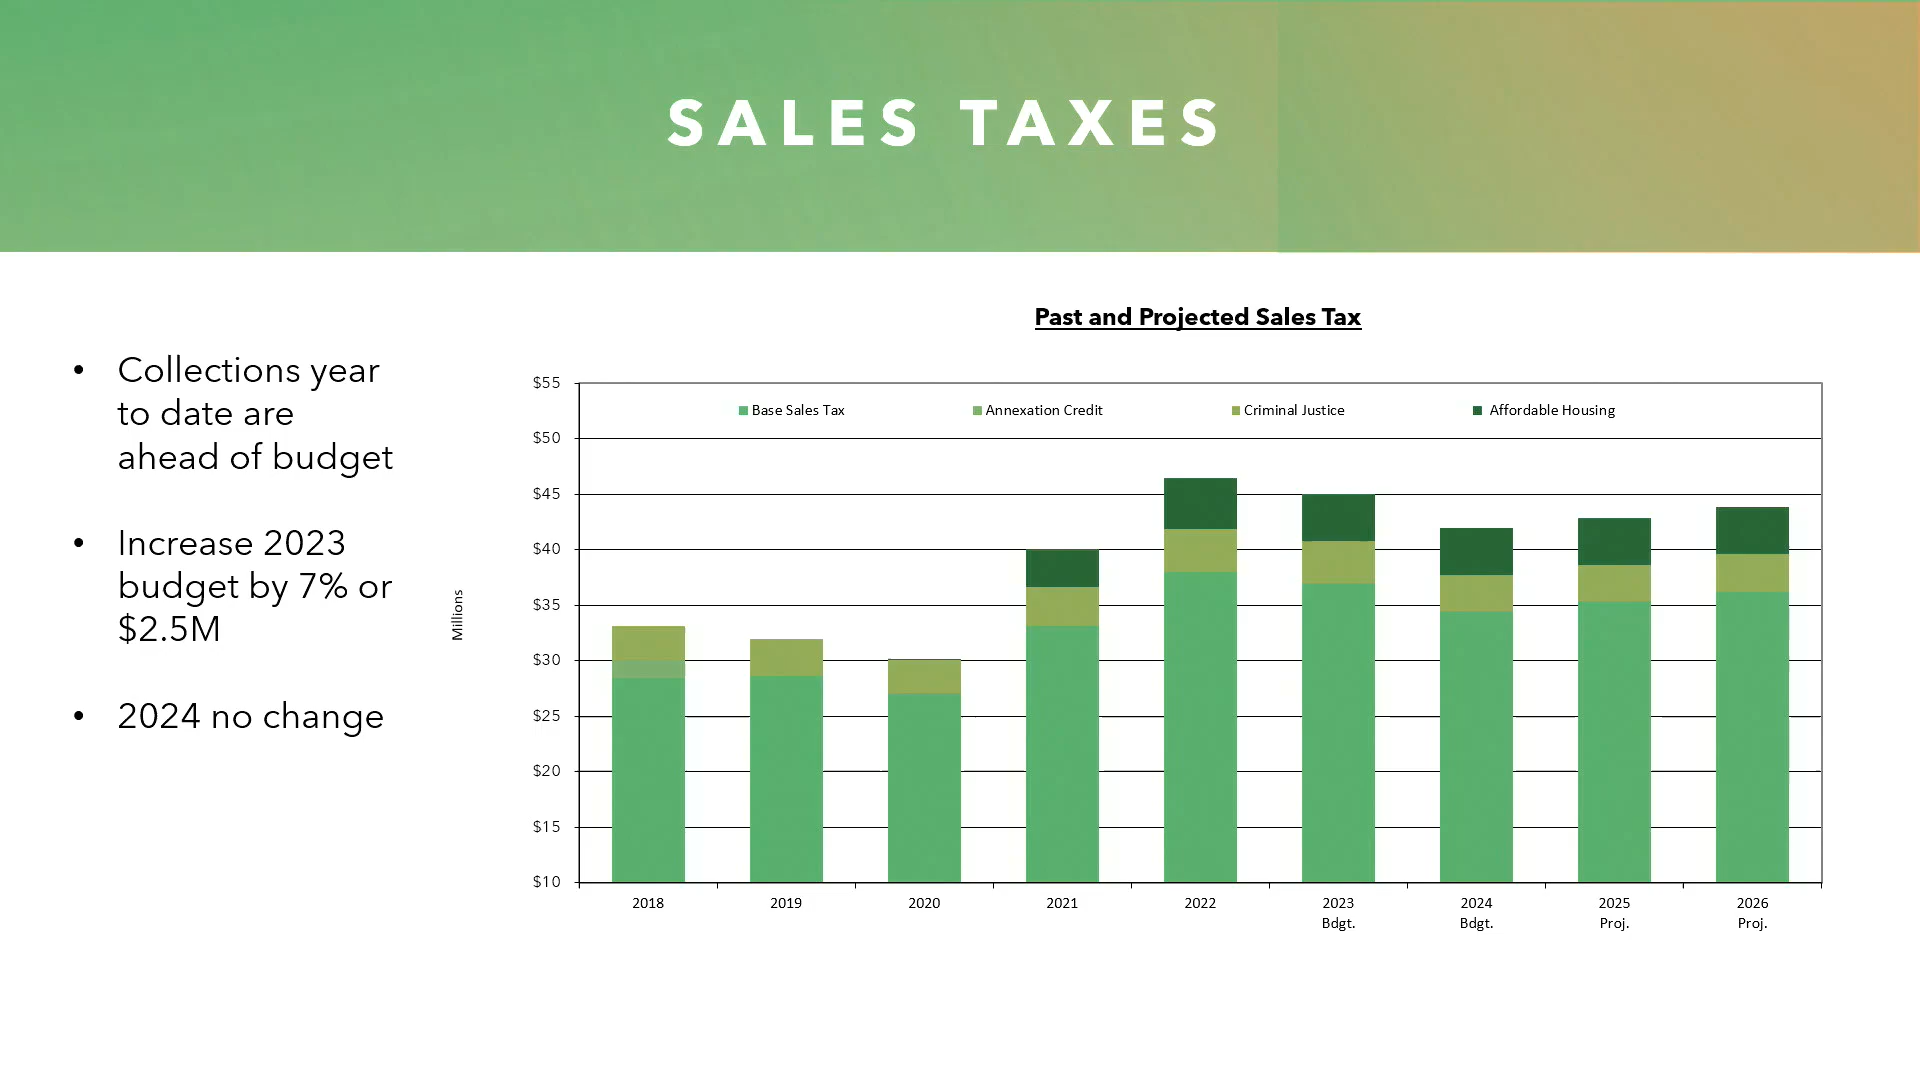 SALES TAXES
• Collections year
to date are
ahead of budget
• Increase 2023
budget by 7% or
$2.5M
• 2024 no change
Past and Projected Sales Tax
Millions
$55
$50
$45
$40
$35
$30
$25
$20
$15
$10
Base Sales Tax Annexation Credit Criminal Justice Affordable Housing
2018 2019 2020 2021 2022 2023 2024 2025 2026
Bdgt. Bdgt. Proj. Proj.